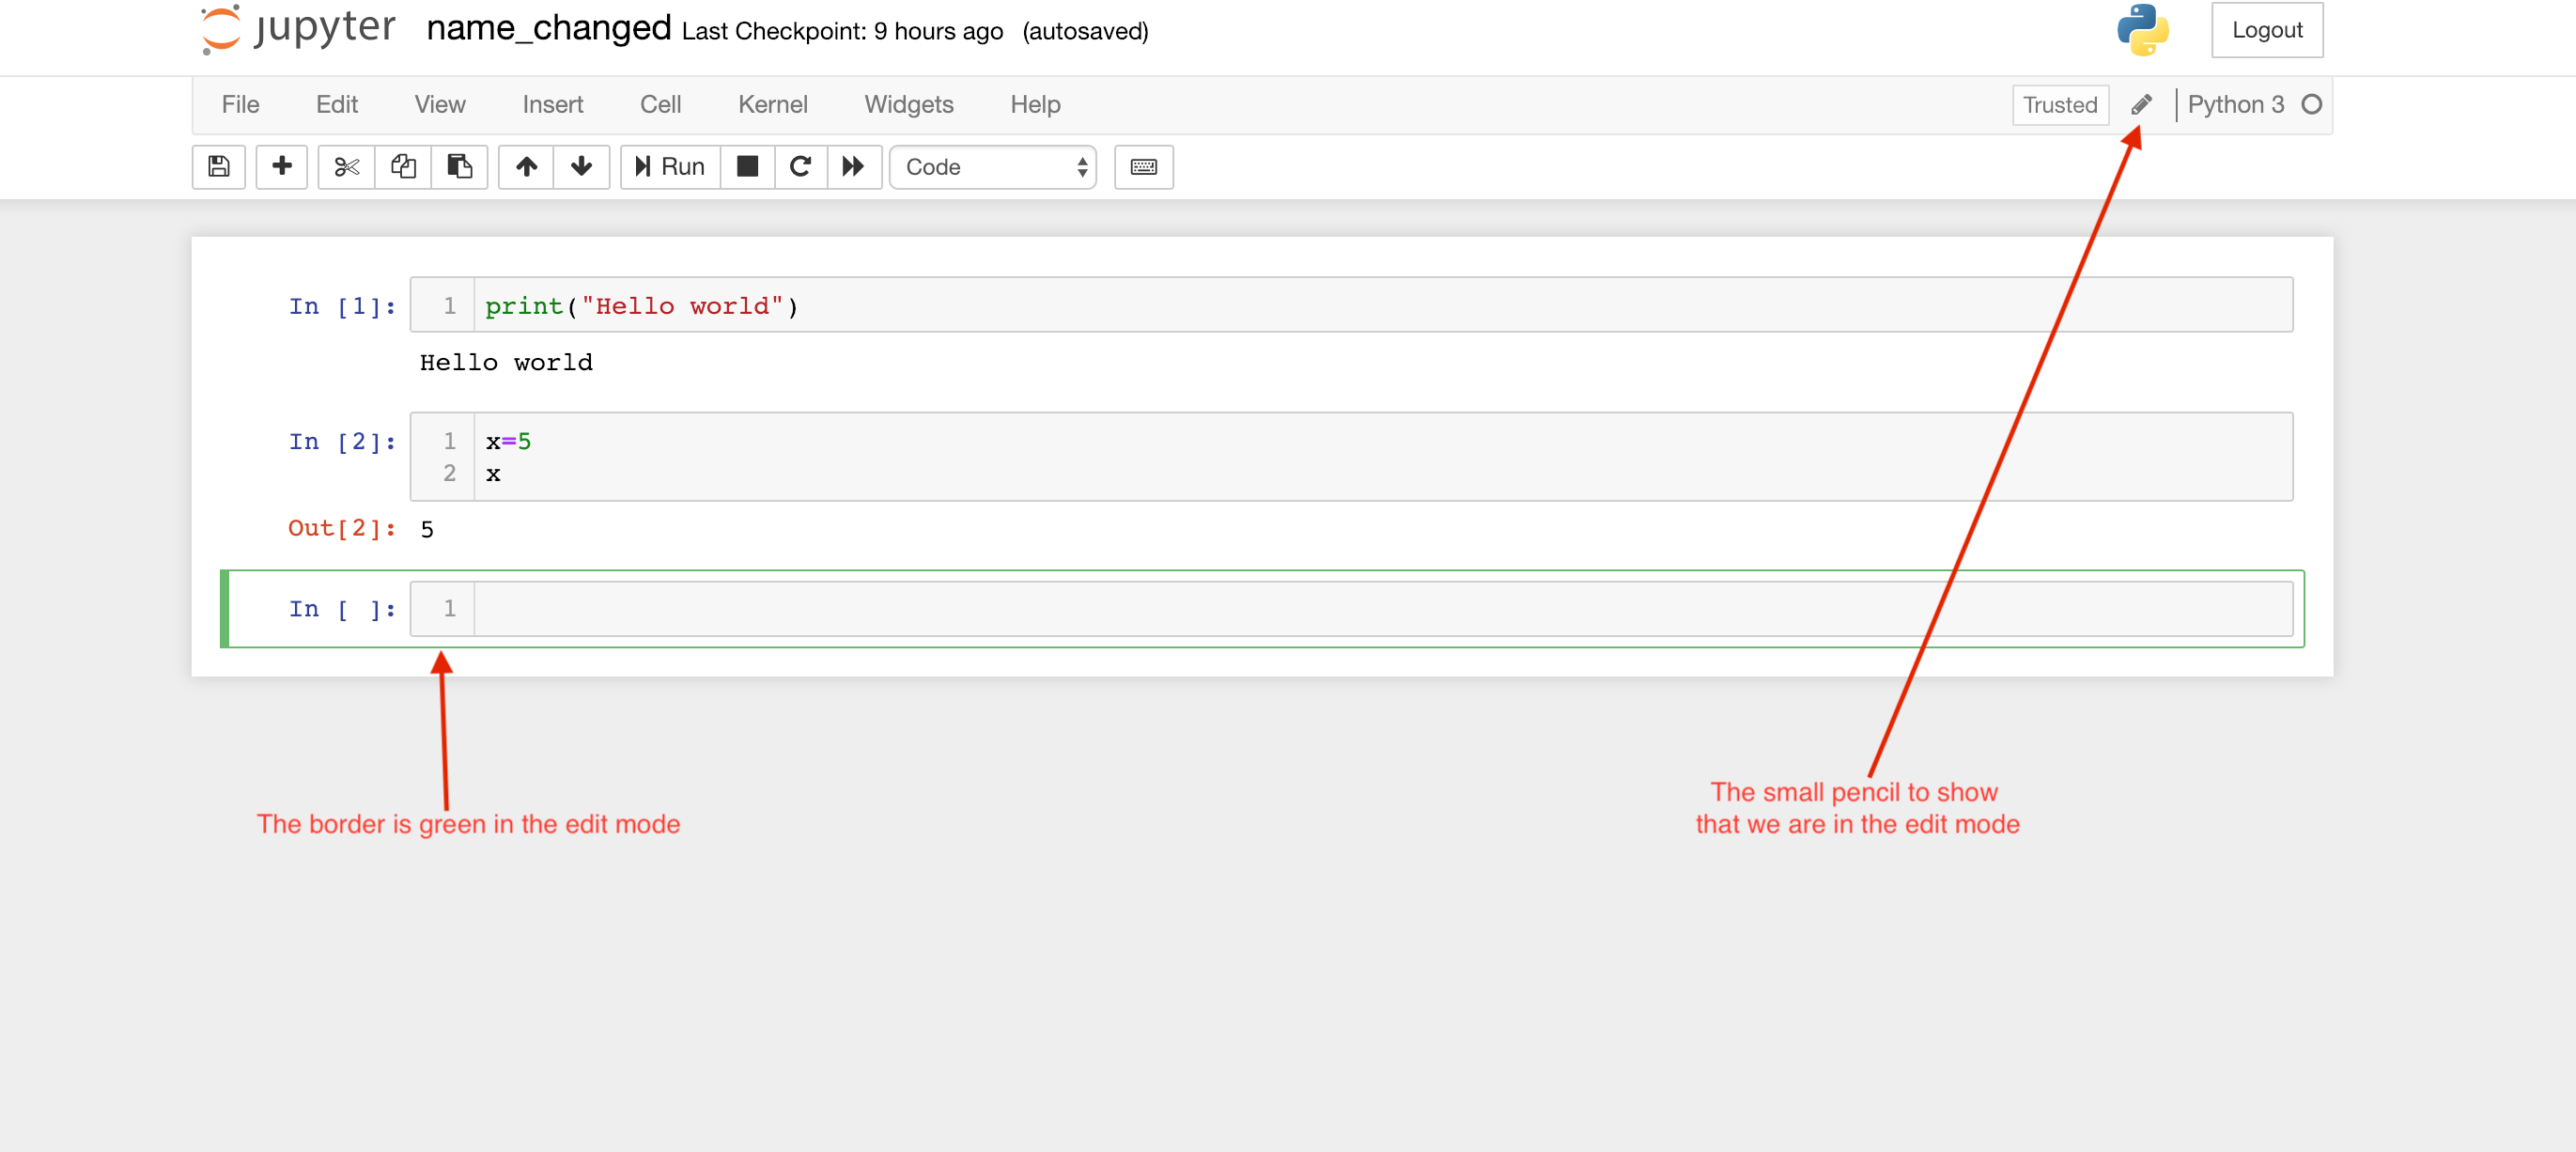 jupyter name_changed Last Checkpoint: 9 hours ago (autosaved) Logout
File Edit View Insert Cell Kernel Widgets Help Trusted Python 3
Run Code
In [1]: 1 print("Hello world")
Hello world
In [2]: 1 x=5
2 x
Out[2]: 5
In [ ]: 1
The small pencil to show
that we are in the edit mode
The border is green in the edit mode